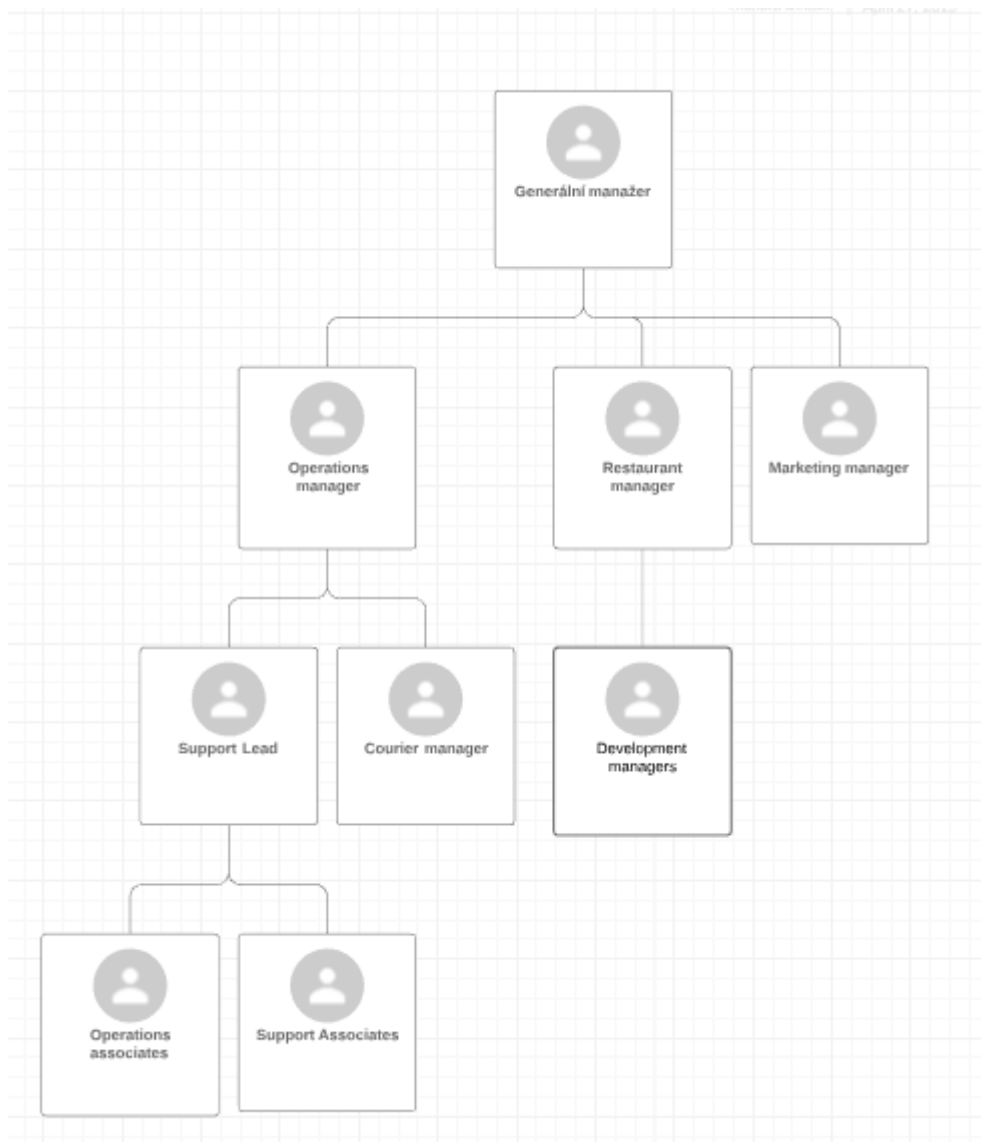 Generální manažer
Operations
manager
Restaurant
manager
Marketing manager
Support Lead
Courier manager
Development
managers
Operations
associates
Support Associates